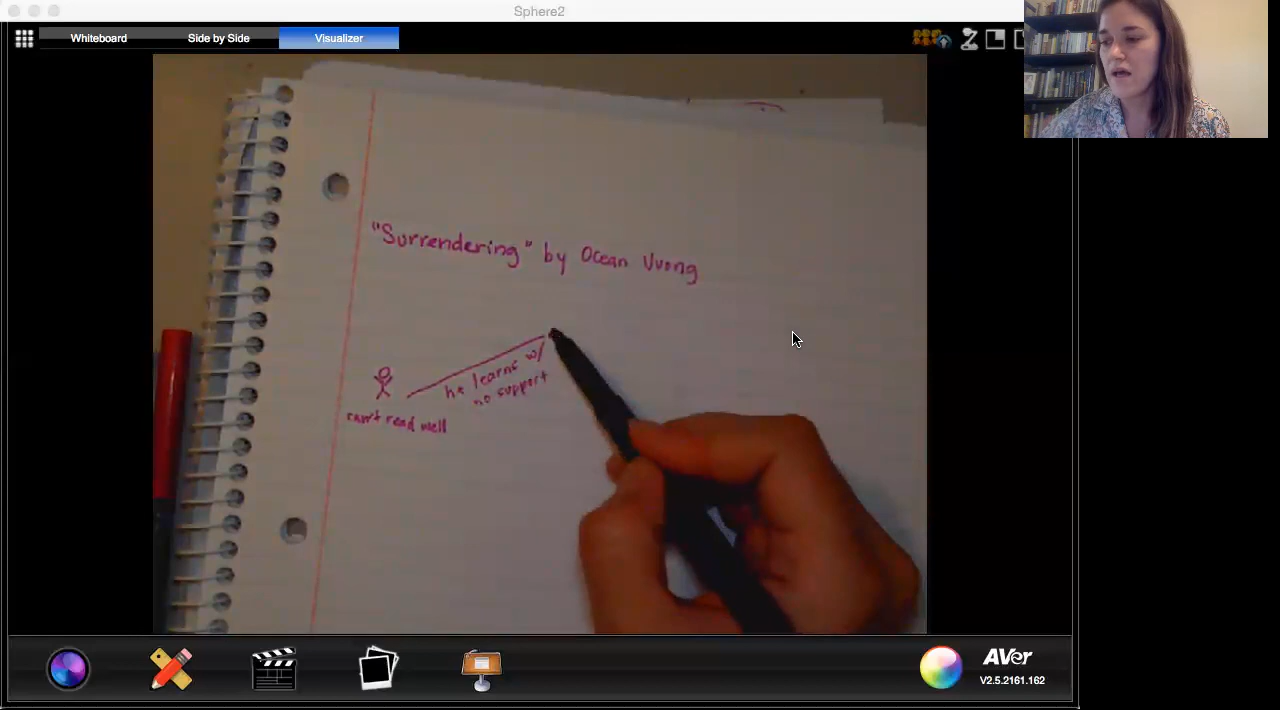 Sphere2
Whiteboard
Side by Side
Visualizer
"Surrendering" by Ocean Vuong
he learns w/
no support
can't read well
AVer
V2.5.2161.162